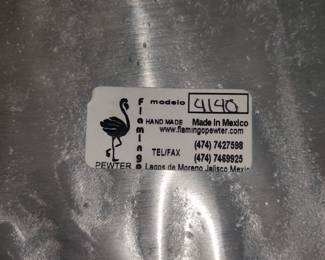 modelo 4140
HAND MADE Made in Mexico
www.flamingopewter.com
TEL/FAX (474) 7427598
(474) 7469925
Lagos de Moreno Jalisco Mexico
Flamingo
PEWTER